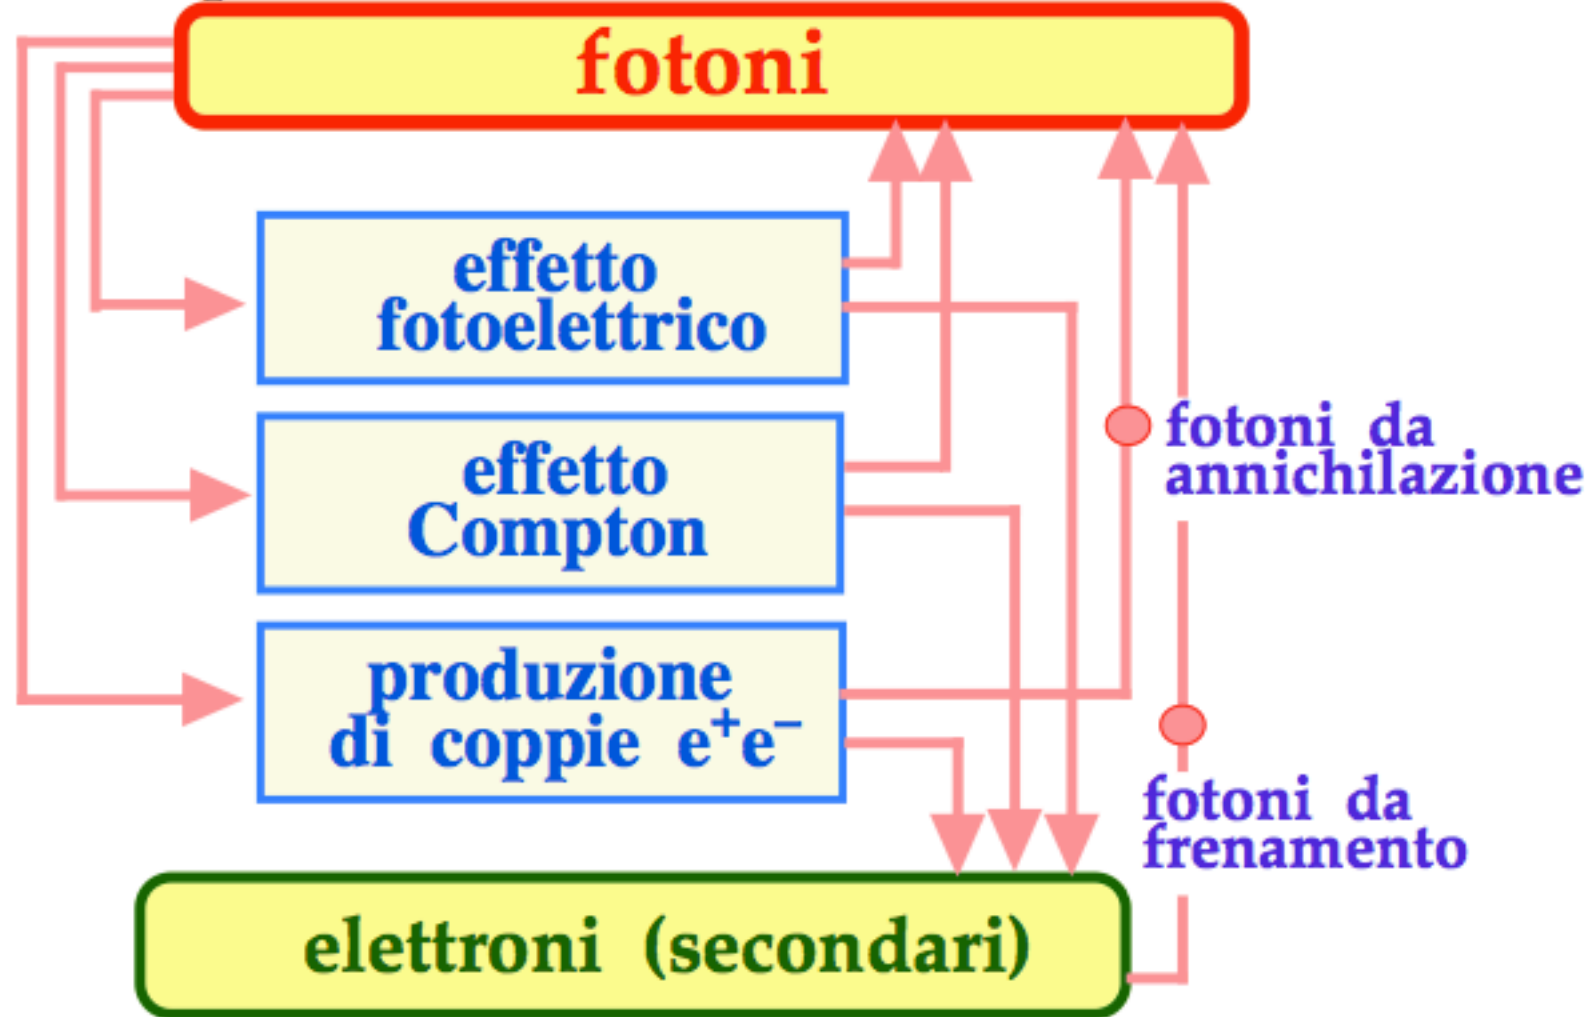 fotoni
effetto
fotoelettrico
effetto
Compton
produzione
di coppie e⁺e⁻
fotoni da
annichilazione
fotoni da
frenamento
elettroni (secondari)